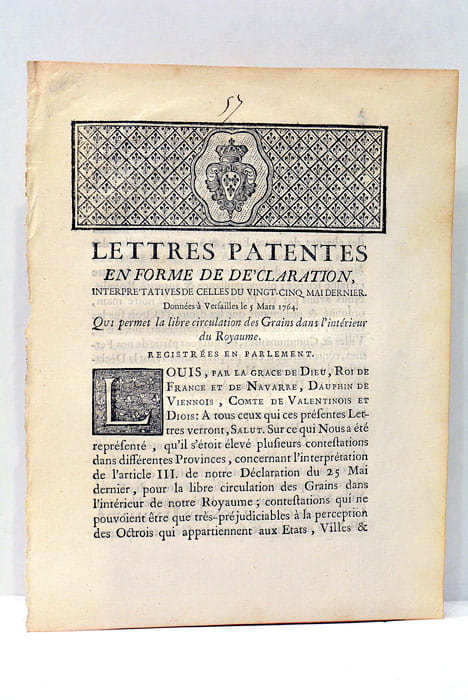 57
LETTRES PATENTES
EN FORME DE DE'CLARATION,
INTERPRETATIVES DE CELLES DU VINGT-CINQ MAI DERNIER.
Données à Versailles le 5 Mars 1764.
Qui permet la libre circulation des Grains dans l'intérieur
du Royaume.
REGISTRÉES EN PARLEMENT.
LOUIS, PAR LA GRACE DE DIEU, ROI DE
FRANCE ET DE NAVARRE, DAUPHIN DE
VIENNOIS, COMTE DE VALENTINOIS ET
DIOIS: A tous ceux qui ces préſentes Let-
tres verront, SALUT. Sur ce qui Nous a été
repréſenté, qu'il s'étoit élevé pluſieurs conteſtations
dans différentes Provinces, concernant l'interprétation
de l'article III. de notre Déclaration du 25 Mai
dernier, pour la libre circulation des Grains dans
l'intérieur de notre Royaume; conteſtations qui ne
pouvoient être que très-préjudiciables à la perception
des Octrois qui appartiennent aux Etats, Villes &